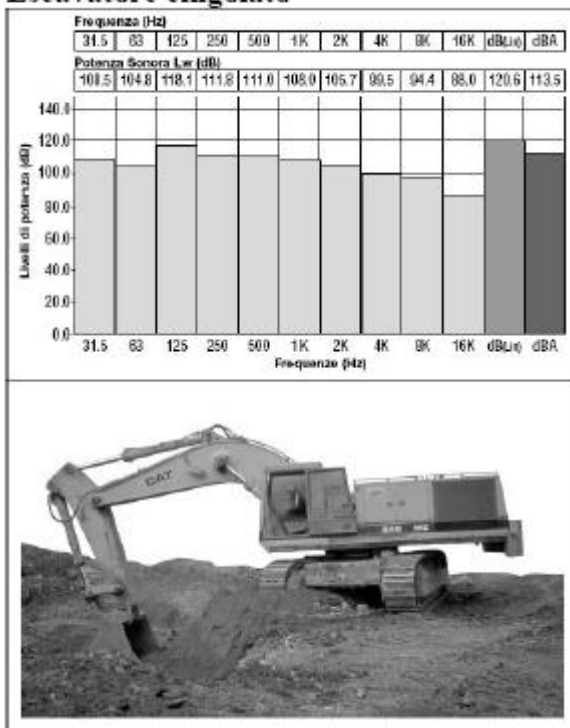 Escavatore cingolato
Frequenza (Hz)
31.5 63 125 250 500 1K 2K 4K 8K 16K dB(Lin) dBA
Potenza Sonora Lw (dB)
104.8 118.1 111.8 111.0 108.0 105.7 99.5 94.4 88.0 120.6 113.5
140.0
120.0
100.0
80.0
60.0
40.0
20.0
0.0
Livelli di potenza (dB)
31.5 63 125 250 500 1K 2K 4K 8K 16K dB(Lin) dBA
Frequenze (Hz)
CAT